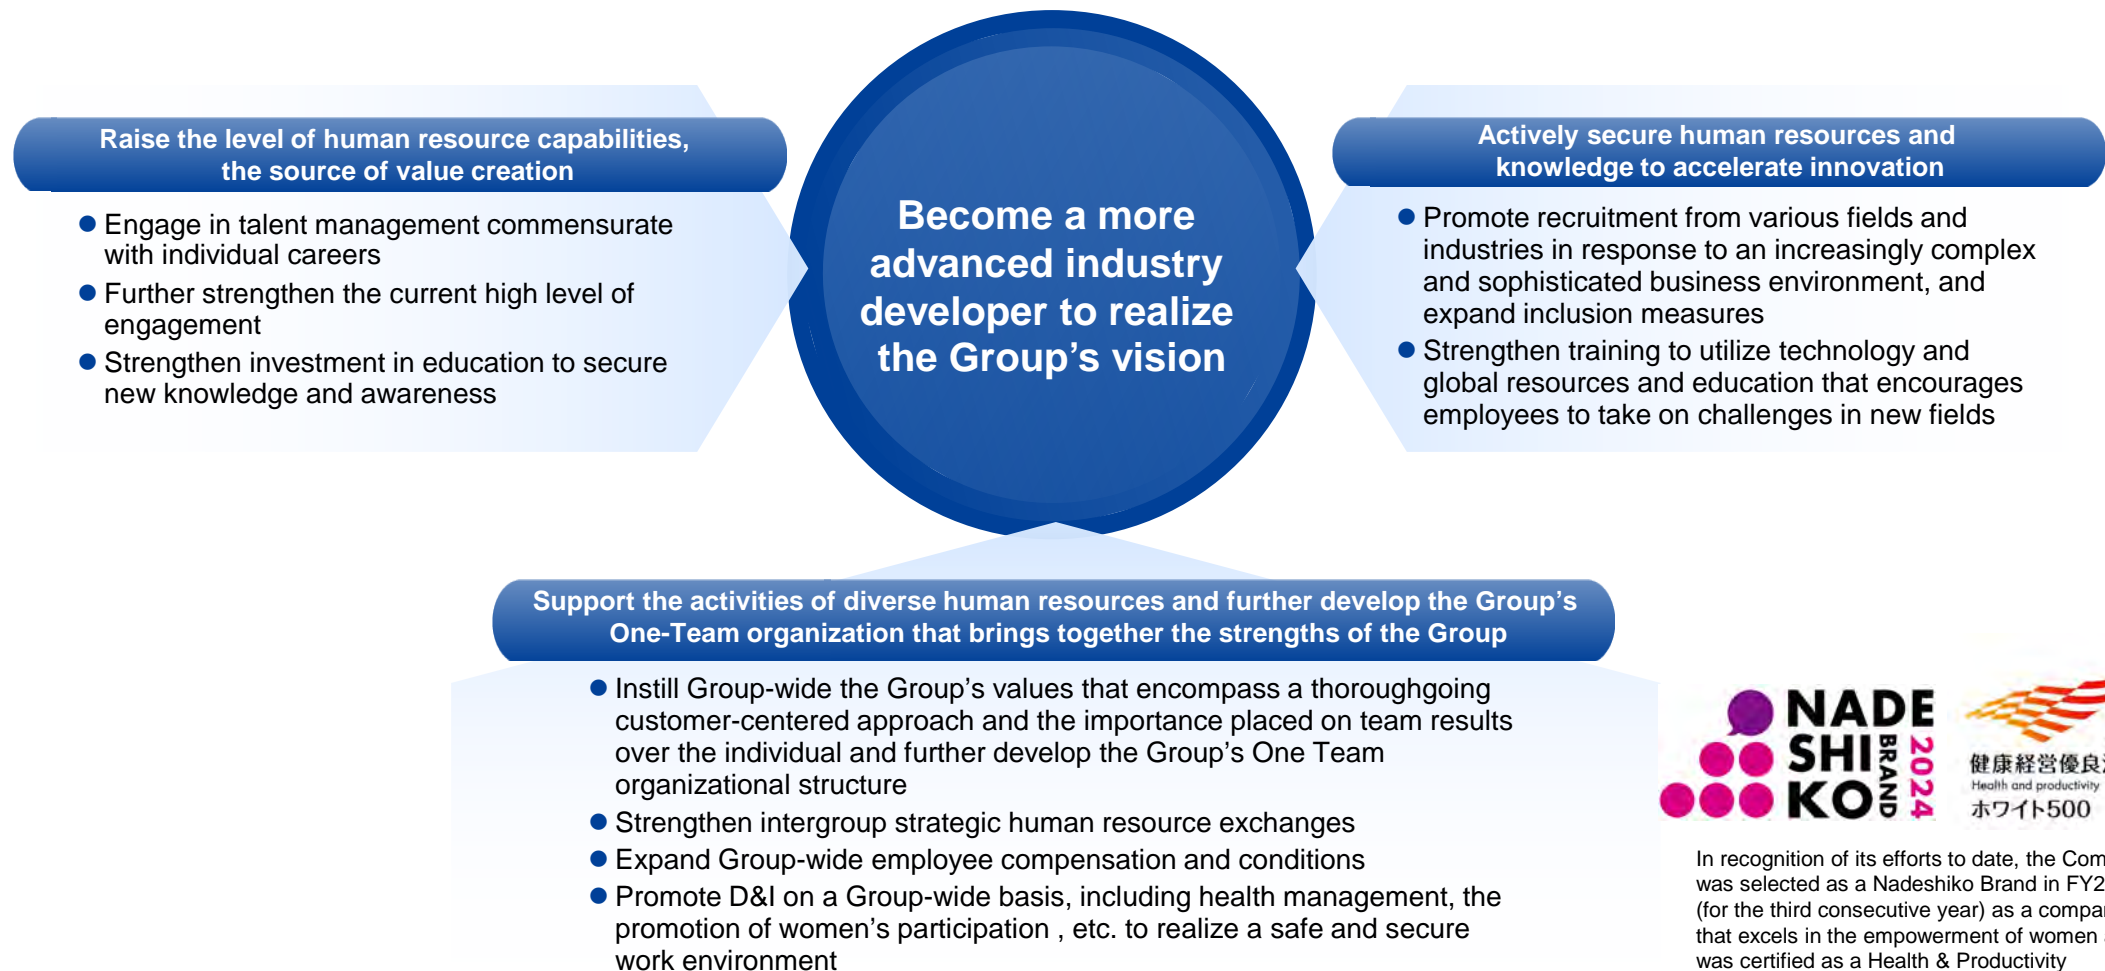 Raise the level of human resource capabilities,
the source of value creation
Engage in talent management commensurate
with individual careers
Further strengthen the current high level of
engagement
Strengthen investment in education to secure
new knowledge and awareness
Become a more
advanced industry
developer to realize
the Group’s vision
Actively secure human resources and
knowledge to accelerate innovation
Promote recruitment from various fields and
industries in response to an increasingly complex
and sophisticated business environment, and
expand inclusion measures
Strengthen training to utilize technology and
global resources and education that encourages
employees to take on challenges in new fields
Support the activities of diverse human resources and further develop the Group’s
One-Team organization that brings together the strengths of the Group
Instill Group-wide the Group’s values that encompass a thoroughgoing
customer-centered approach and the importance placed on team results
over the individual and further develop the Group’s One Team
organizational structure
Strengthen intergroup strategic human resource exchanges
Expand Group-wide employee compensation and conditions
Promote D&I on a Group-wide basis, including health management, the
promotion of women’s participation , etc. to realize a safe and secure
work environment
NADE
SHI
KO
BRAND
2024
健康経営優良
Health and productivity
ホワイト500
In recognition of its efforts to date, the
was selected as a Nadeshiko Brand in
(for the third consecutive year) as a
that excels in the empowerment of women
was certified as a Health & Productivity